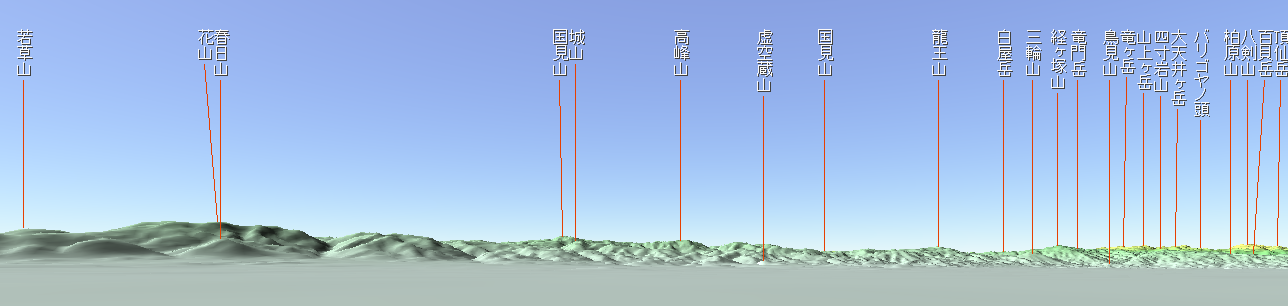 若草山
花山
春日山
国見山
城山
高峰山
虚空蔵山
国見山
龍王山
白屋岳
三輪山
経ヶ塚山
竜門岳
鳥見山
竜ヶ岳
山上ヶ岳
四寸岩山
大天井ヶ岳
バリゴヤノ頭
柏原山
八剣山
百貝岳
頂仙岳